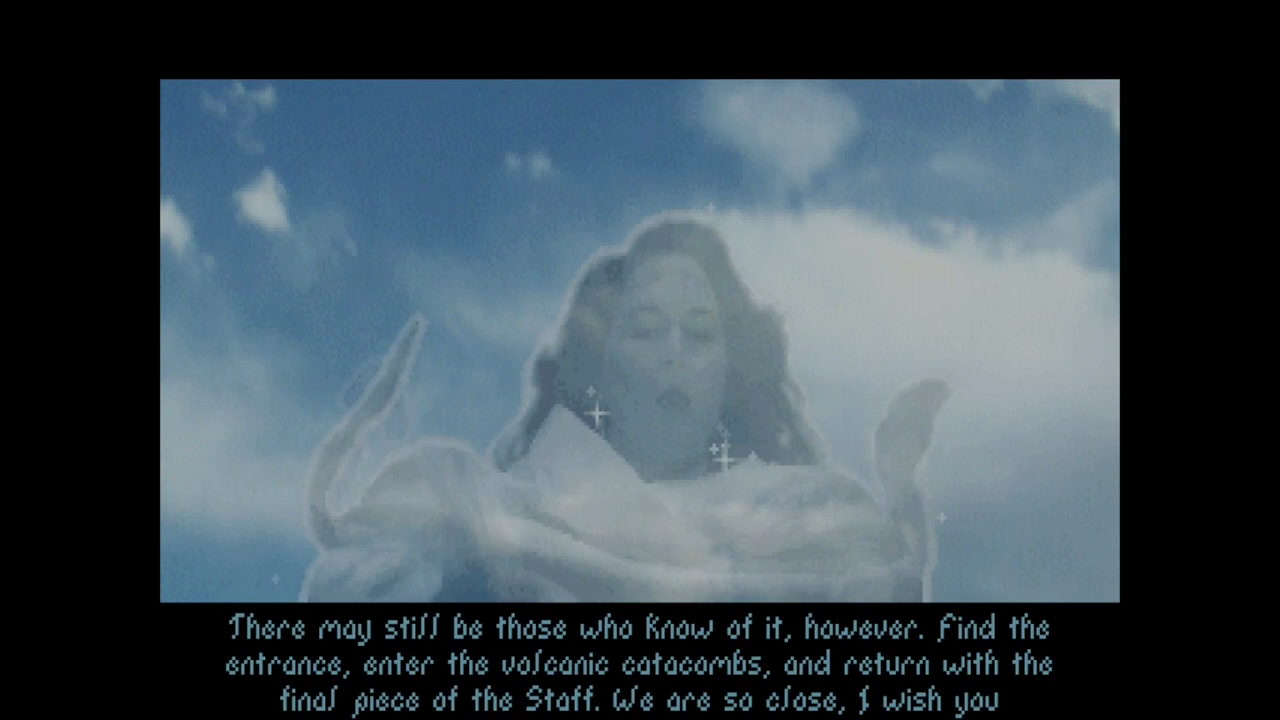 There may still be those who know of it, however. Find the
entrance, enter the volcanic catacombs, and return with the
final piece of the Staff. We are so close, I wish you